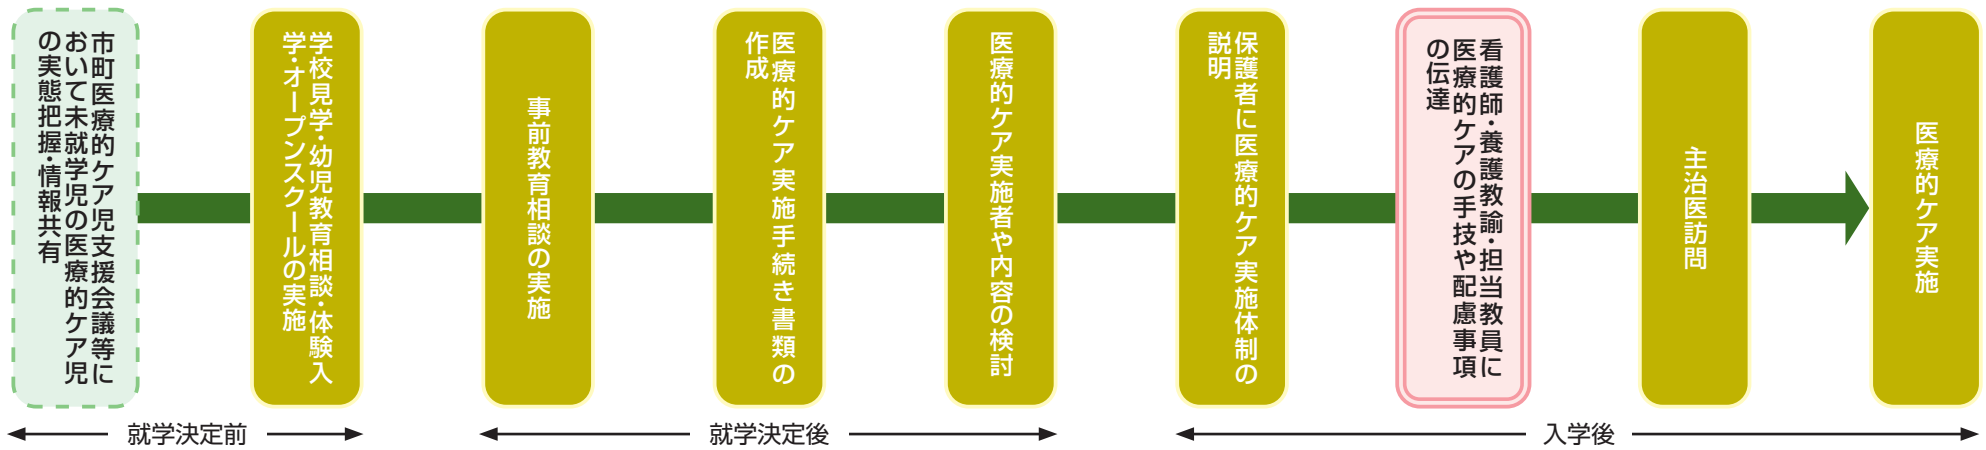 市町医療的ケア児支援会議等に
おいて未就学児の医療的ケア児
の実態把握・情報共有
学校見学・幼児教育相談・体験入
学・オープンスクールの実施
事前教育相談の実施
医療的ケア実施手続き書類の
作成
医療的ケア実施者や内容の検討
保護者に医療的ケア実施体制の
説明
看護師・養護教諭・担当教員に
医療的ケアの手技や配慮事項
の伝達
主治医訪問
医療的ケア実施
就学決定前
就学決定後
入学後